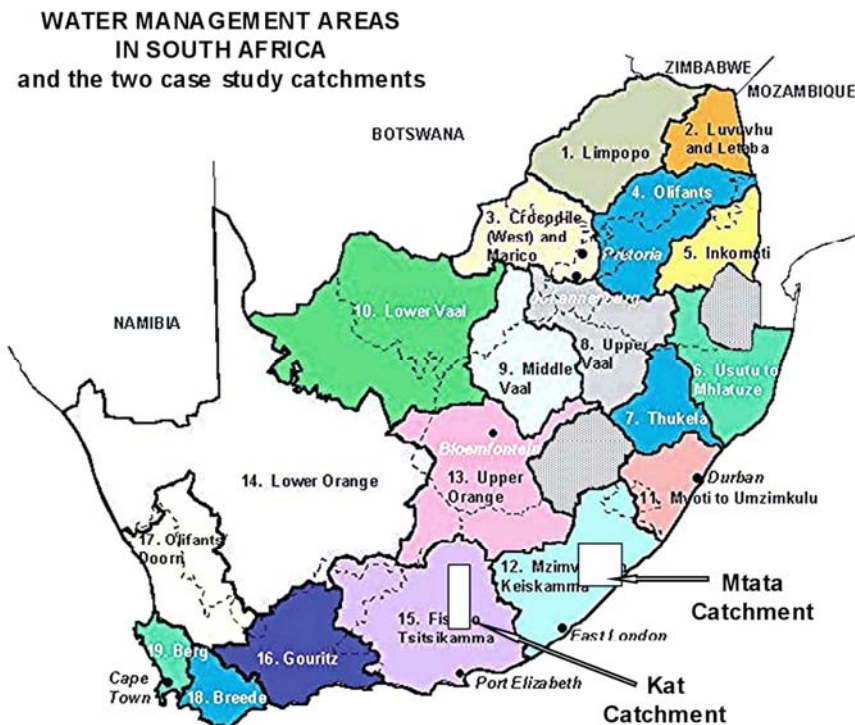 WATER MANAGEMENT AREAS
IN SOUTH AFRICA
and the two case study catchments
ZIMBABWE
MOZAMBIQUE
BOTSWANA
2. Luvuvhu
and Letaba
1. Limpopo
4. Olifants
3. Crocodile
(West) and
Marico
Pretoria
5. Inkomati
10. Lower Vaal
NAMIBIA
8. Upper
Vaal
9. Middle
Vaal
6. Usutu to
Mhlatuze
7. Thukela
Bloemfontein
14. Lower Orange
13. Upper
Orange
Durban
11. Mvoti to Umzimkulu
17. Olifants
Doorn
12.
Keiskamma
Mtata
Catchment
15.
Tsitsikamma
East London
19. Berg
16. Gouritz
Cape
Town
18. Breede
Port Elizabeth
Kat
Catchment